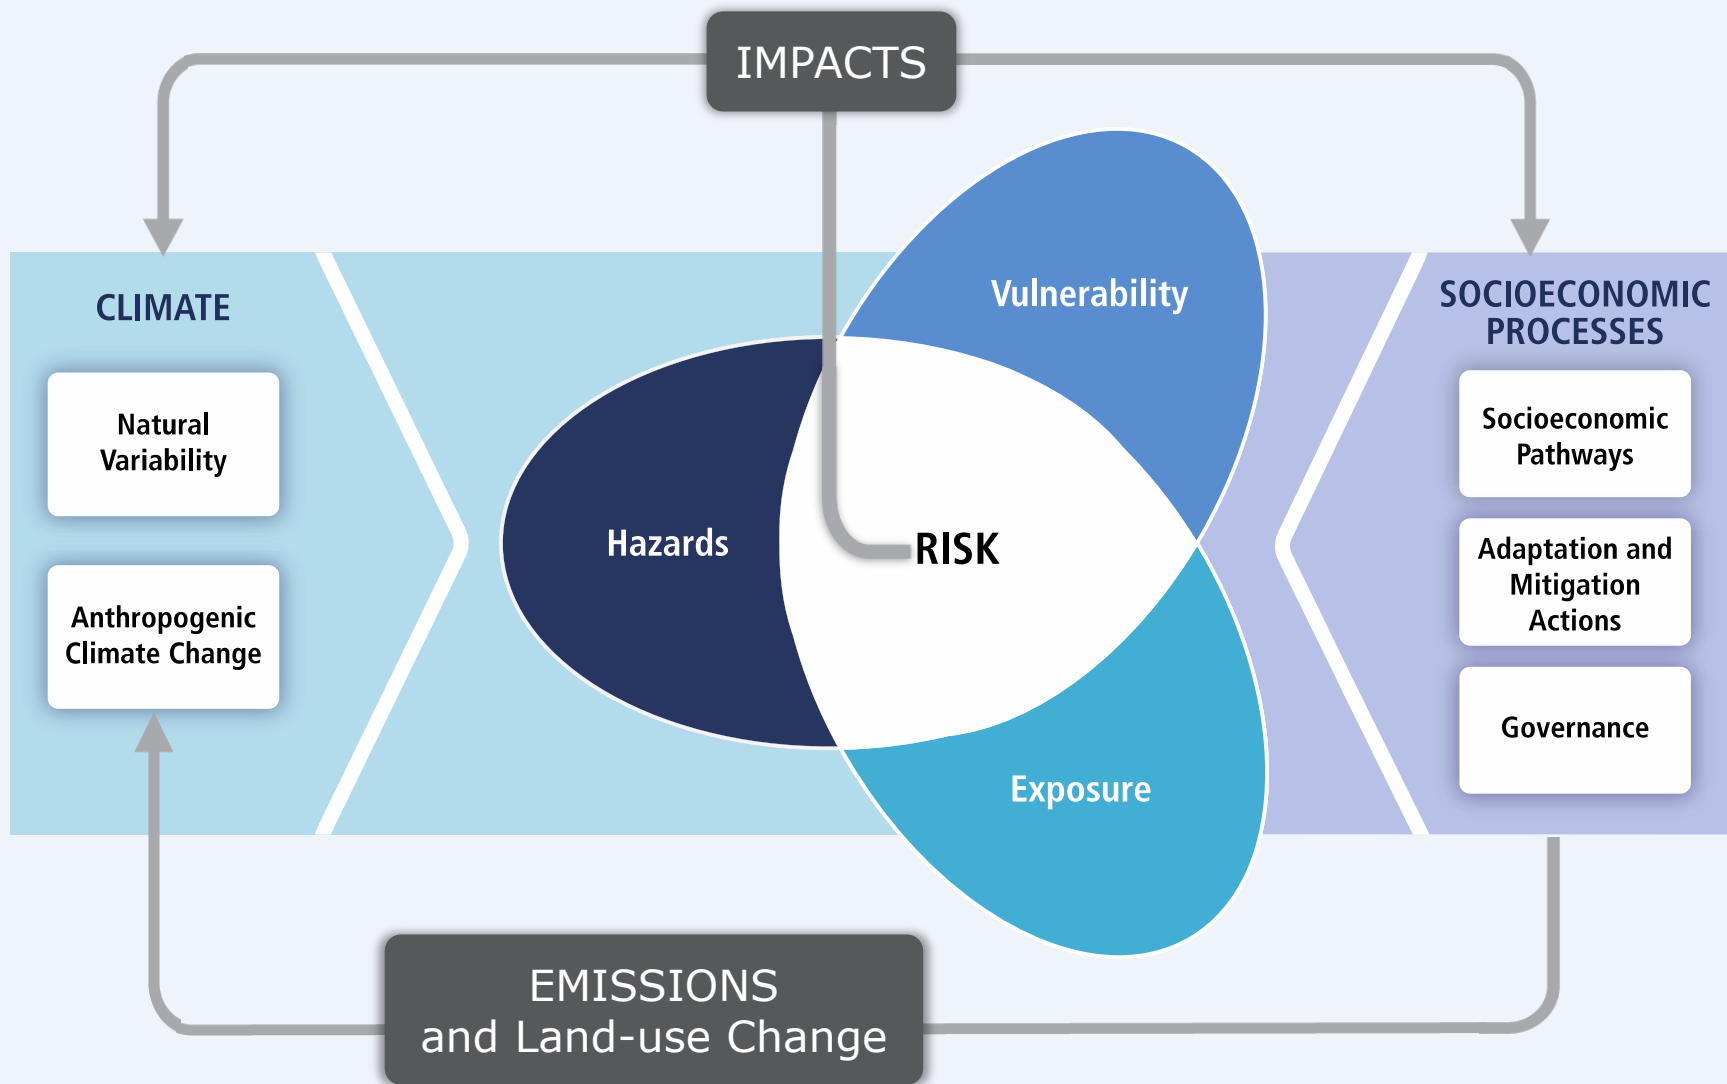 IMPACTS
CLIMATE
Natural
Variability
Anthropogenic
Climate Change
Vulnerability
Hazards
RISK
Exposure
SOCIOECONOMIC
PROCESSES
Socioeconomic
Pathways
Adaptation and
Mitigation
Actions
Governance
EMISSIONS
and Land-use Change